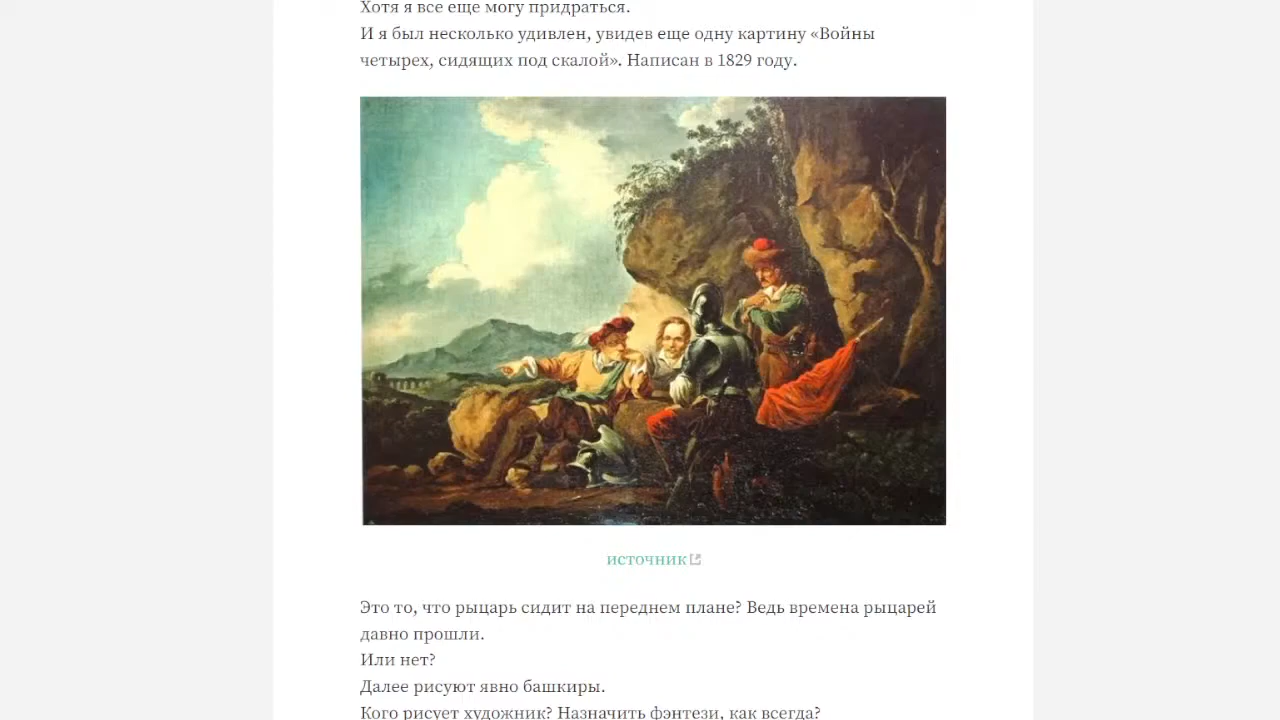 Хотя я все еще могу придраться.
И я был несколько удивлен, увидев еще одну картину «Войны
четырех, сидящих под скалой». Написан в 1829 году.
источник
Это то, что рыцарь сидит на переднем плане? Ведь времена рыцарей
давно прошли.
Или нет?
Далее рисуют явно башкиры.
Кого рисует художник? Назначить фэнтези, как всегда?